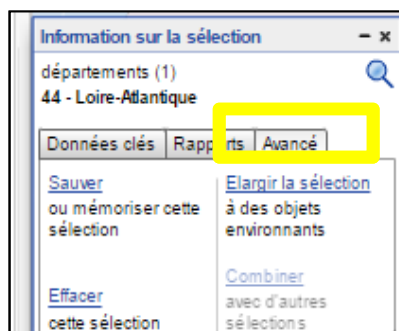 Information sur la sélection
départements (1)
44 - Loire-Atlantique
Données clés Rapports Avancé
Sauver
ou mémoriser cette
sélection
Elargir la sélection
à des objets
environnants
Effacer
cette sélection
Combiner
avec d'autres
sélections